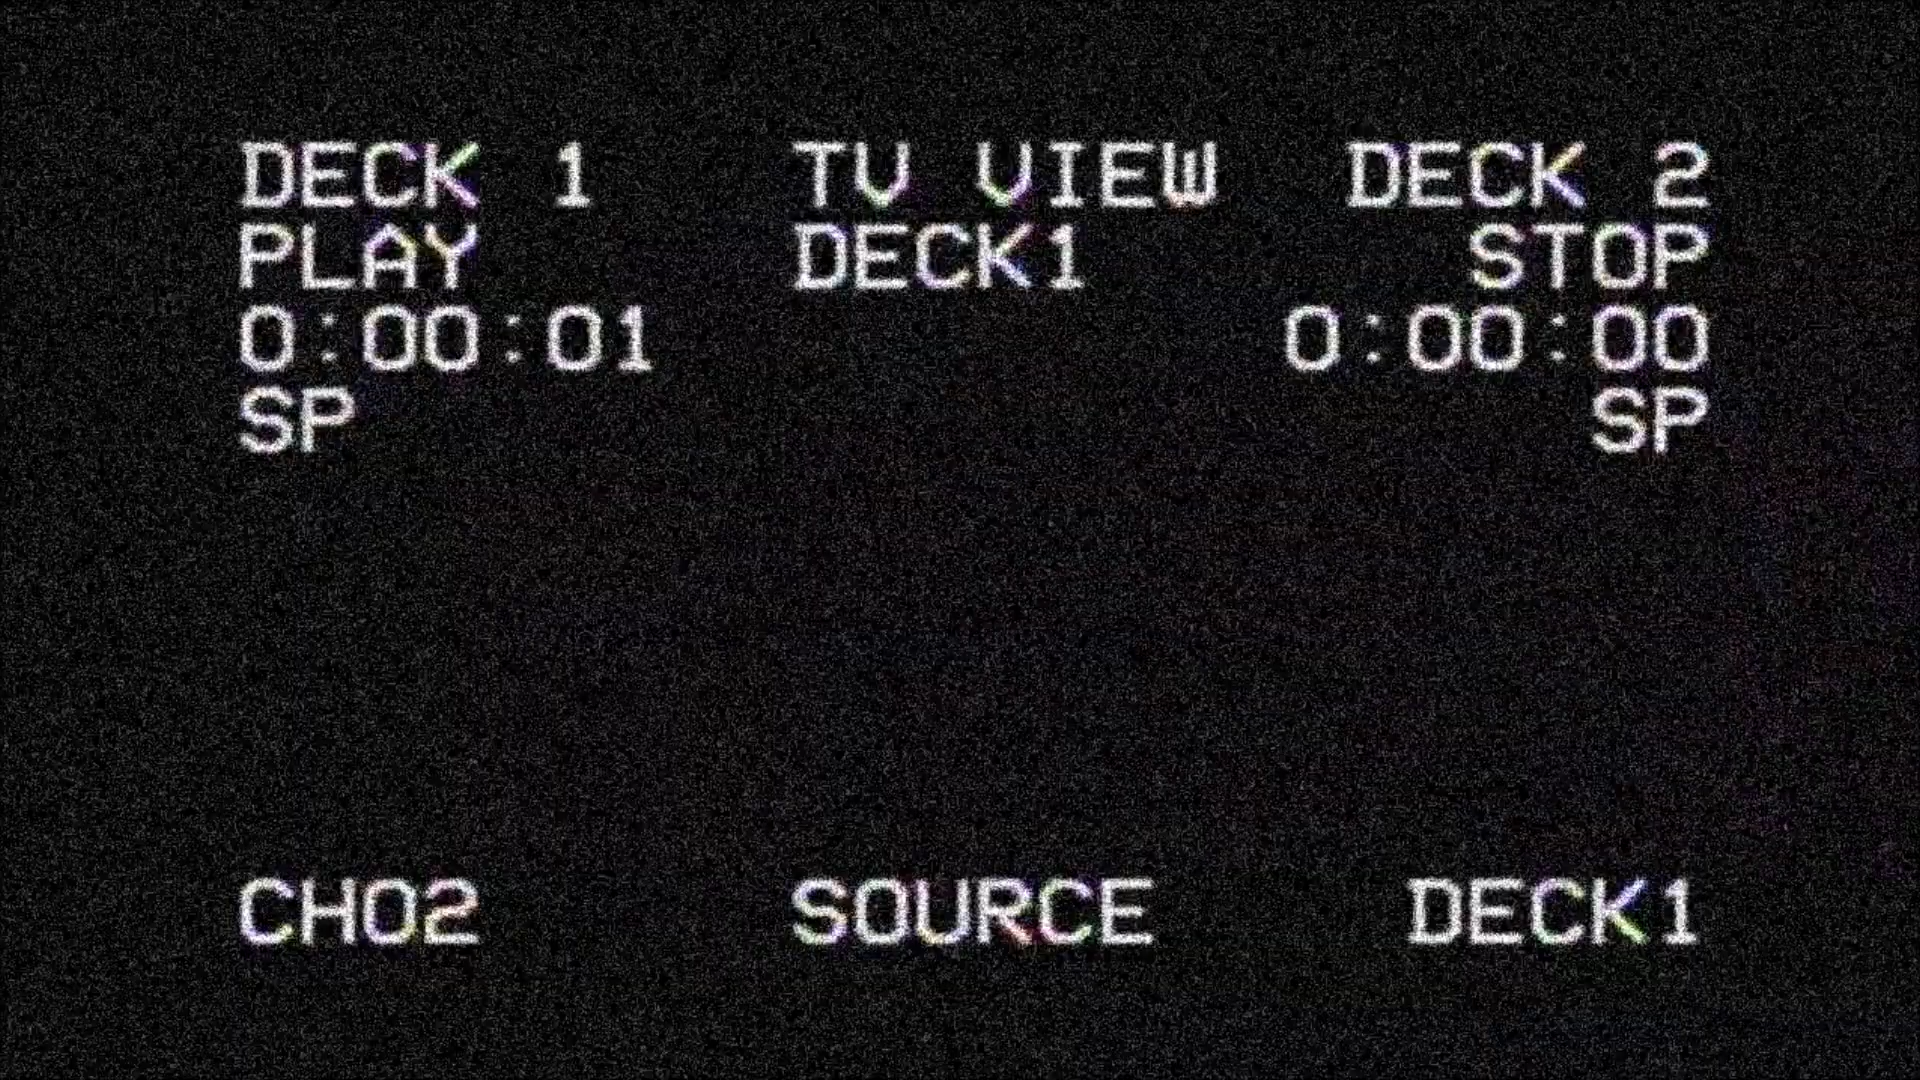 DECK 1 TV VIEW DECK 2
PLAY DECK1 STOP
0:00:01 0:00:00
SP SP
CH02 SOURCE DECK1